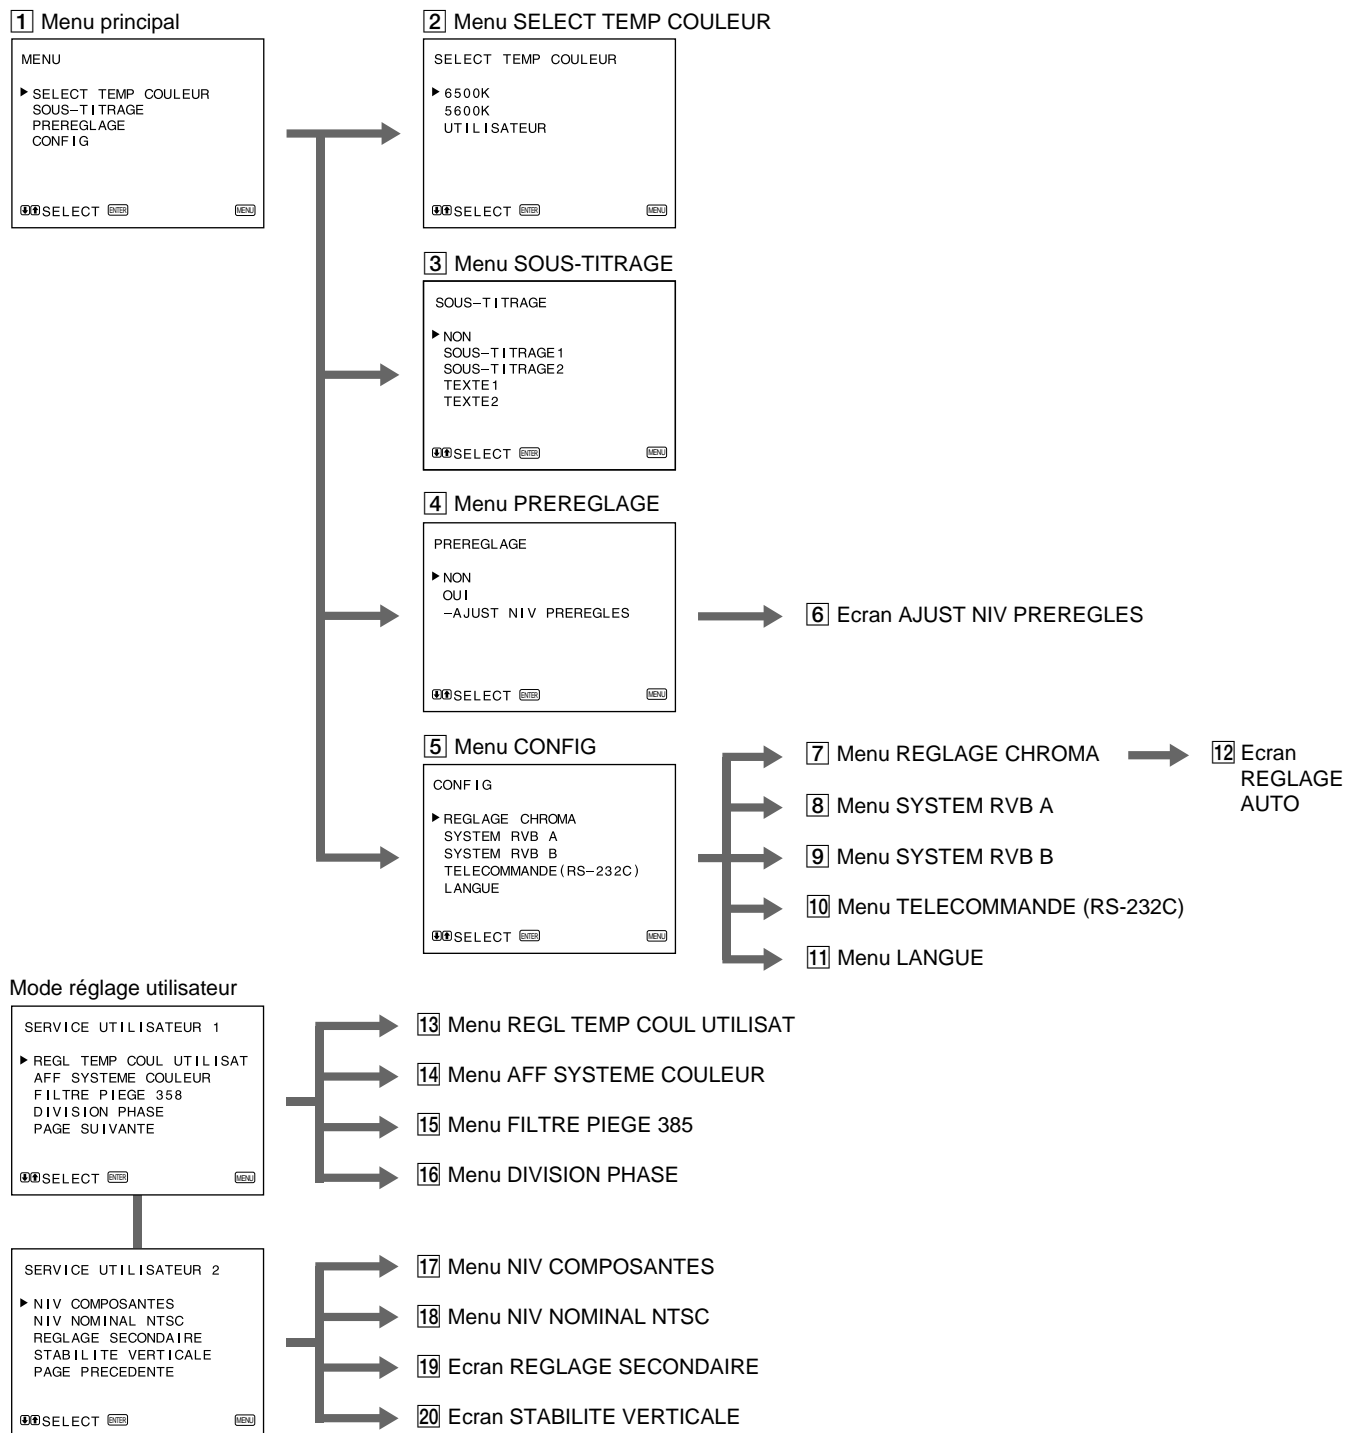 1 Menu principal
MENU
SELECT TEMP COULEUR
SOUS-TITRAGE
PREREGLAGE
CONFIG
SELECT ENTER MENU
2 Menu SELECT TEMP COULEUR
SELECT TEMP COULEUR
6500K
5600K
UTILISATEUR
SELECT ENTER MENU
3 Menu SOUS-TITRAGE
SOUS-TITRAGE
NON
SOUS-TITRAGE1
SOUS-TITRAGE2
TEXTE1
TEXTE2
SELECT ENTER MENU
4 Menu PREREGLAGE
PREREGLAGE
NON
OUI
-AJUST NIV PREREGLES
SELECT ENTER MENU
6 Ecran AJUST NIV PREREGLES
5 Menu CONFIG
CONFIG
REGLAGE CHROMA
SYSTEM RVB A
SYSTEM RVB B
TELECOMMANDE(RS-232C)
LANGUE
SELECT ENTER MENU
7 Menu REGLAGE CHROMA
12 Ecran
REGLAGE
AUTO
8 Menu SYSTEM RVB A
9 Menu SYSTEM RVB B
10 Menu TELECOMMANDE (RS-232C)
11 Menu LANGUE
Mode réglage utilisateur
SERVICE UTILISATEUR 1
REGL TEMP COUL UTILISAT
AFF SYSTEME COULEUR
FILTRE PIEGE 358
DIVISION PHASE
PAGE SUIVANTE
SELECT ENTER MENU
13 Menu REGL TEMP COUL UTILISAT
14 Menu AFF SYSTEME COULEUR
15 Menu FILTRE PIEGE 385
16 Menu DIVISION PHASE
SERVICE UTILISATEUR 2
NIV COMPOSANTES
NIV NOMINAL NTSC
REGLAGE SECONDAIRE
STABILITE VERTICALE
PAGE PRECEDENTE
SELECT ENTER MENU
17 Menu NIV COMPOSANTES
18 Menu NIV NOMINAL NTSC
19 Ecran REGLAGE SECONDAIRE
20 Ecran STABILITE VERTICALE